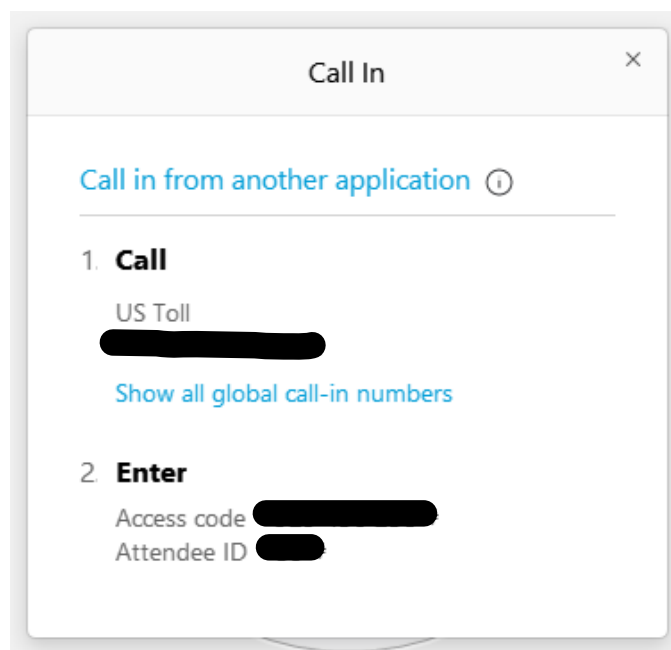 Call In
Call in from another application
1. Call
US Toll
Show all global call-in numbers
2. Enter
Access code
Attendee ID